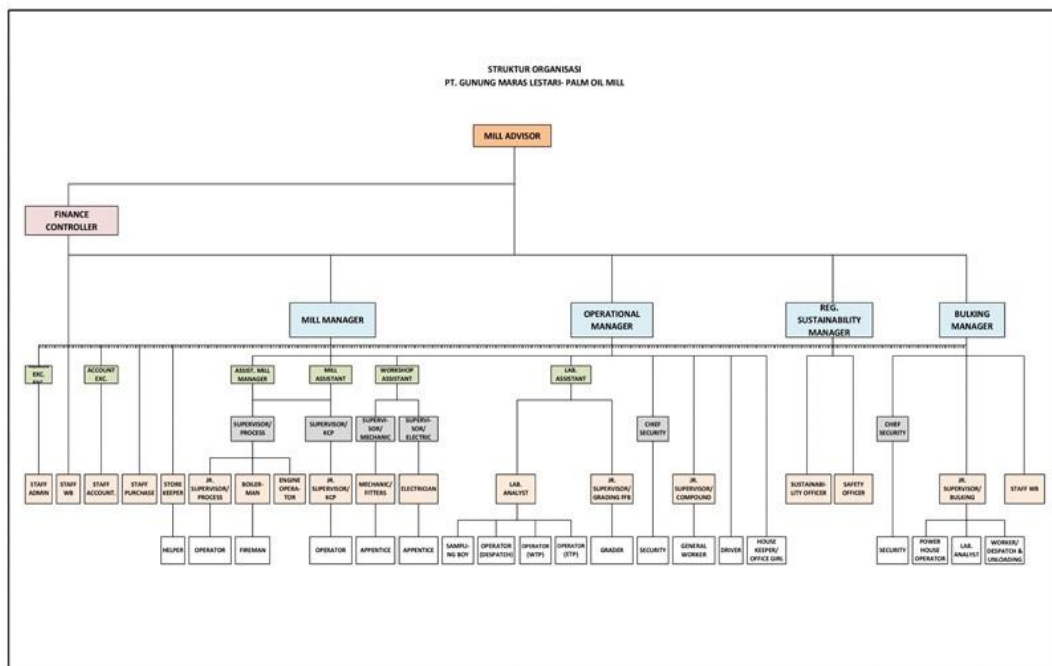 STRUKTUR ORGANISASI
PT. GUNUNG MARAS LESTARI- PALM OIL MILL
MILL ADVISOR
FINANCE
CONTROLLER
MILL MANAGER
OPERATIONAL
MANAGER
REG.
SUSTAINABILITY
MANAGER
BULKING
MANAGER
EXC.
ACCOUNT
EXC.
ASSIST. MILL
MANAGER
MILL
ASSISTANT
WORKSHOP
ASSISTANT
LAB.
ASSISTANT
SUPERVISOR/
PROCESS
SUPERVISOR/
KCP
SUPERVI-
SOR/
MECHANIC
SUPERVI-
SOR/
ELECTRIC
CHIEF
SECURITY
CHIEF
SECURITY
STAFF
ADMIN
STAFF
WB
STAFF
ACCOUNT.
STAFF
PURCHASE
STORE
KEEPER
JR.
SUPERVISOR/
PROCESS
BOILER-
MAN
ENGINE
OPERA-
TOR
JR.
SUPERVISOR/
KCP
MECHANIC/
FITTERS
ELECTRICIAN
LAB.
ANALYST
JR.
SUPERVISOR/
GRADING FFB
JR.
SUPERVISOR/
COMPOUND
SUSTAINABI-
LITY OFFICER
SAFETY
OFFICER
JR.
SUPERVISOR/
BULKING
STAFF WB
HELPER
OPERATOR
FIREMAN
OPERATOR
APPENTICE
APPENTICE
SAMPLI-
NG BOY
OPERATOR
(DESPATCH)
OPERATOR
(WTP)
OPERATOR
(ETP)
GRADER
SECURITY
GENERAL
WORKER
DRIVER
HOUSE
KEEPER/
OFFICE GIRL
SECURITY
POWER
HOUSE
OPERATOR
LAB.
ANALYST
WORKER/
DESPATCH &
UNLOADING